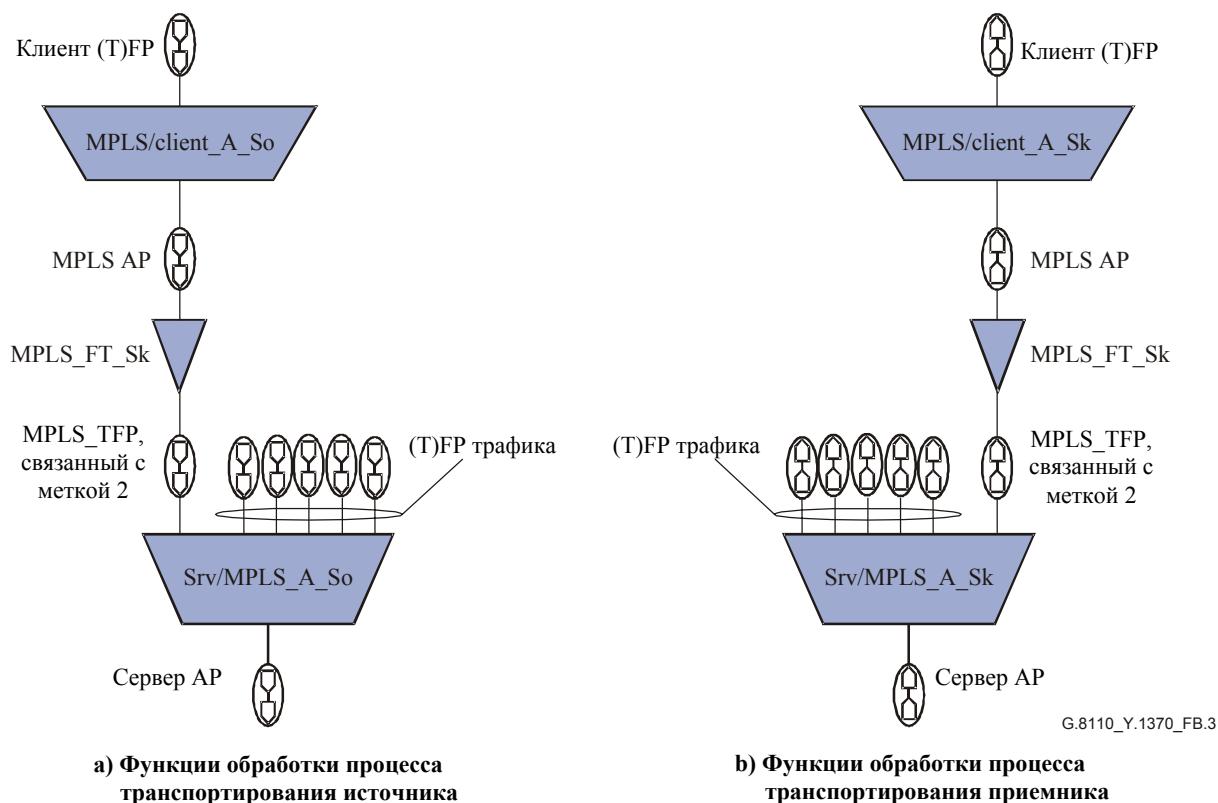 Клиент (T)FP
MPLS/client_A_So
MPLS AP
MPLS_FT_Sk
MPLS_TFP,
связанный с
меткой 2
(T)FP трафика
Srv/MPLS_A_So
Сервер AP
a) Функции обработки процесса
транспортирования источника
Клиент (T)FP
MPLS/client_A_Sk
MPLS AP
MPLS_FT_Sk
(T)FP трафика
MPLS_TFP,
связанный с
меткой 2
Srv/MPLS_A_Sk
Сервер AP
G.8110_Y.1370_FB.3
b) Функции обработки процесса
транспортирования приемника